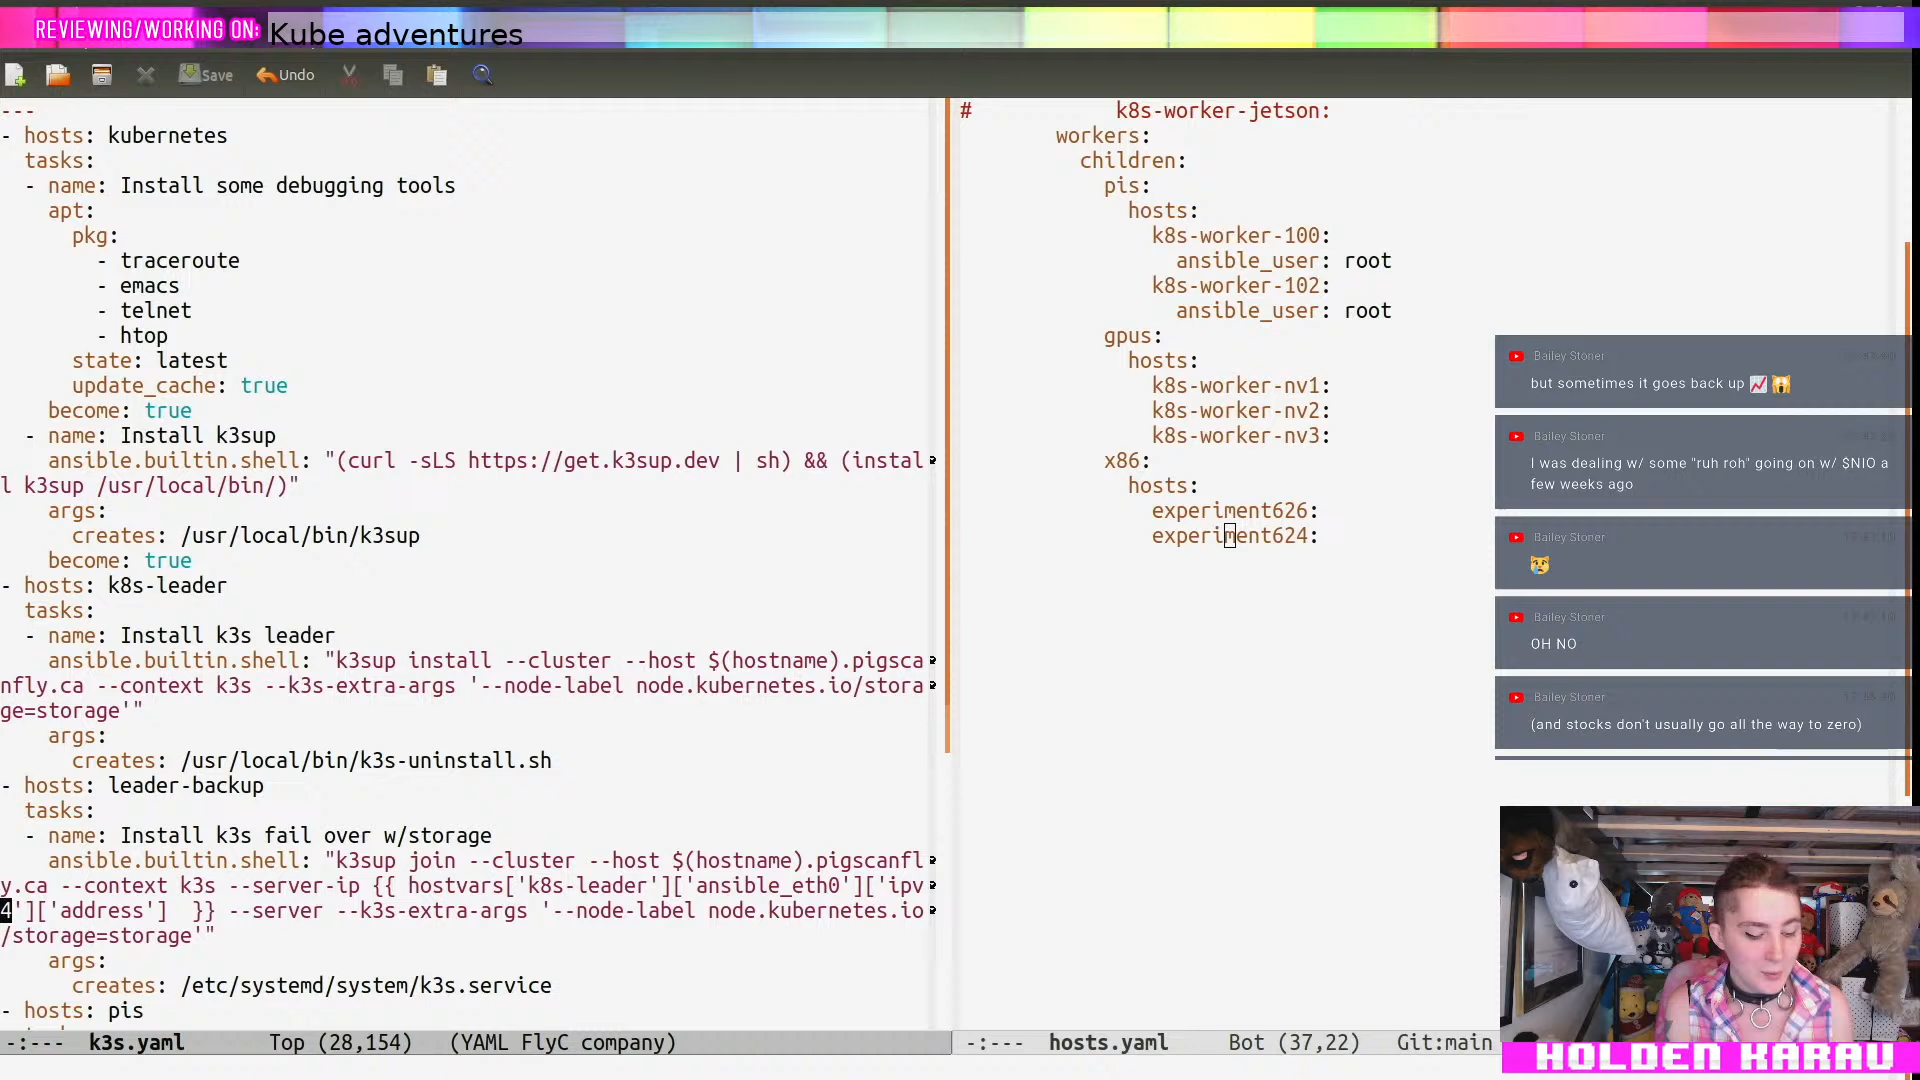 REVIEWING/WORKING ON: Kube adventures
Save
Undo
---
- hosts: kubernetes
tasks:
- name: Install some debugging tools
apt:
pkg:
- traceroute
- emacs
- telnet
- htop
state: latest
update_cache: true
become: true
- name: Install k3sup
ansible.builtin.shell: "(curl -sLS https://get.k3sup.dev | sh) && (instal
l k3sup /usr/local/bin/)"
args:
creates: /usr/local/bin/k3sup
become: true
- hosts: k8s-leader
tasks:
- name: Install k3s leader
ansible.builtin.shell: "k3sup install --cluster --host $(hostname).pigsca
nfly.ca --context k3s --k3s-extra-args '--node-label node.kubernetes.io/stora
ge=storage'"
args:
creates: /usr/local/bin/k3s-uninstall.sh
- hosts: leader-backup
tasks:
- name: Install k3s fail over w/storage
ansible.builtin.shell: "k3sup join --cluster --host $(hostname).pigscanfl
y.ca --context k3s --server-ip {{ hostvars['k8s-leader']['ansible_eth0']['ipv
4']['address']  }} --server --k3s-extra-args '--node-label node.kubernetes.io
/storage=storage'"
args:
creates: /etc/systemd/system/k3s.service
- hosts: pis
-:--- k3s.yaml Top (28,154) (YAML FlyC company)
# k8s-worker-jetson:
workers:
children:
pis:
hosts:
k8s-worker-100:
ansible_user: root
k8s-worker-102:
ansible_user: root
gpus:
hosts:
k8s-worker-nv1:
k8s-worker-nv2:
k8s-worker-nv3:
x86:
hosts:
experiment626:
experiment624:
-:--- hosts.yaml Bot (37,22) Git:main
Bailey Stoner
but sometimes it goes back up 📈 🙀
Bailey Stoner
I was dealing w/ some "ruh roh" going on w/ $NIO a
few weeks ago
Bailey Stoner
😿
Bailey Stoner
OH NO
Bailey Stoner
(and stocks don't usually go all the way to zero)
HOLDEN KARAU